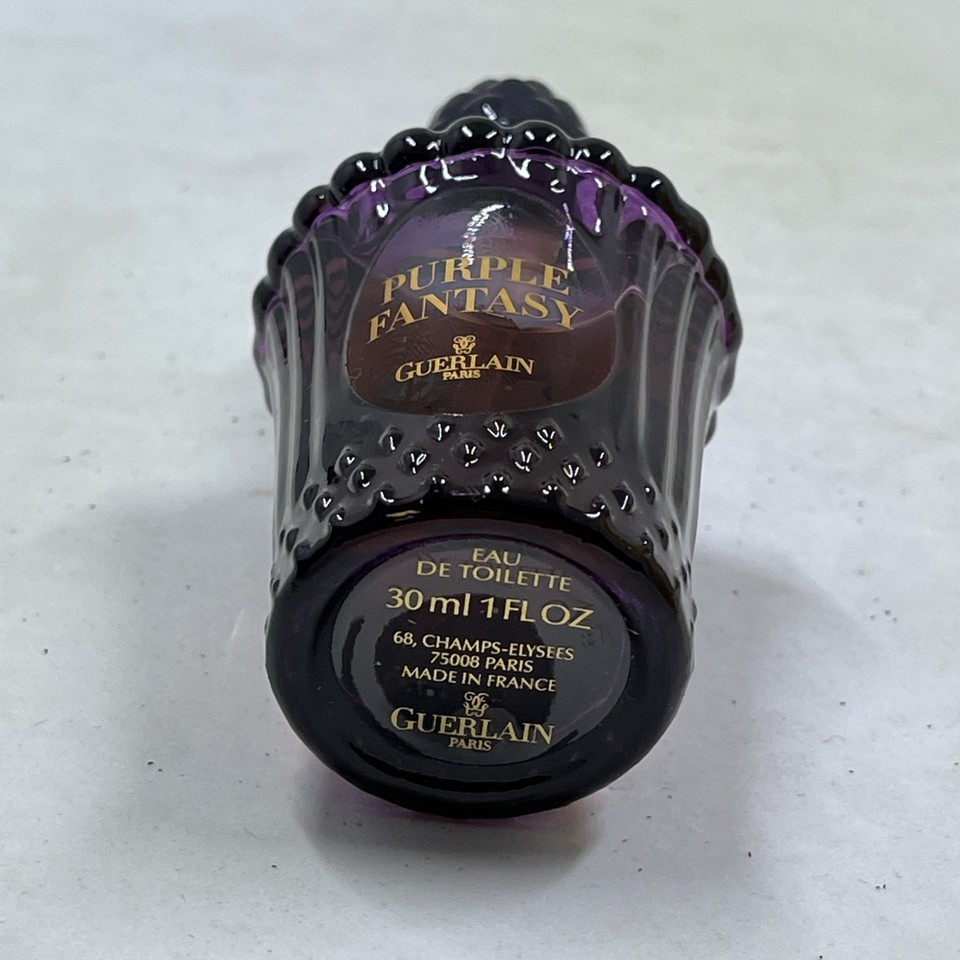 PURPLE
FANTASY
GUERLAIN
PARIS
EAU
DE TOILETTE
30 ml 1 FL OZ
68, CHAMPS-ELYSEES
75008 PARIS
MADE IN FRANCE
GUERLAIN
PARIS